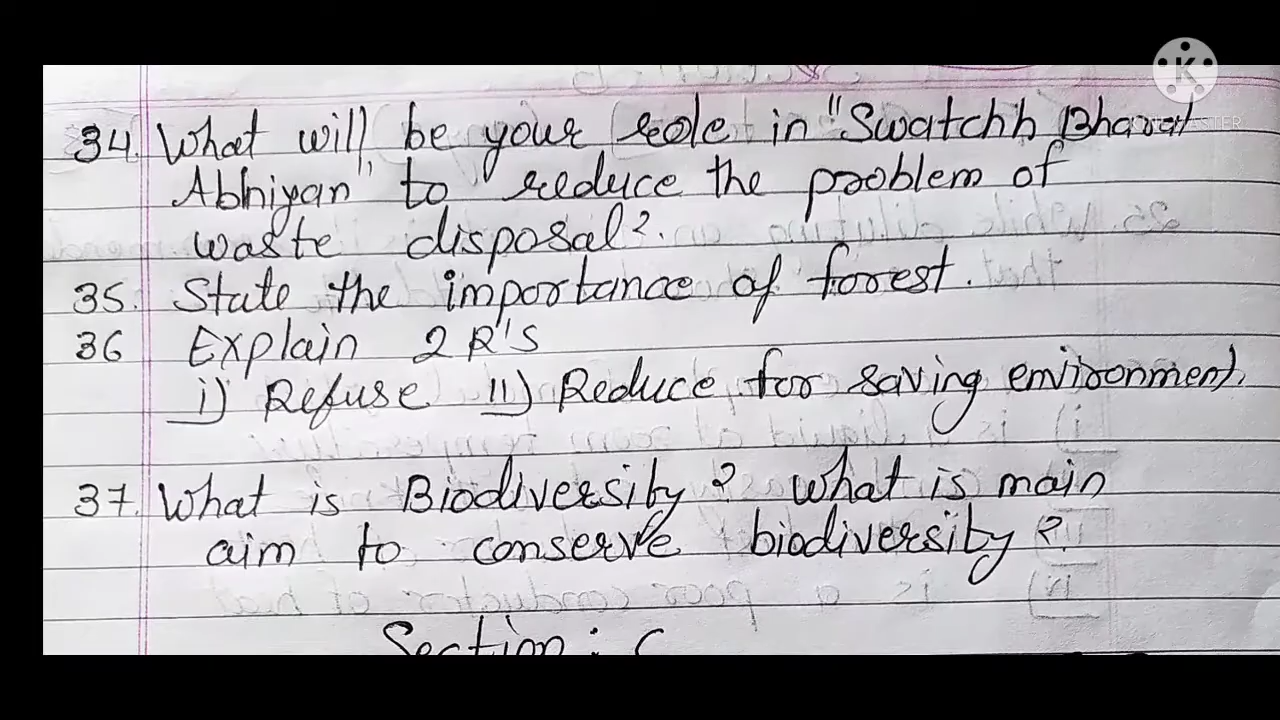 34. What will be your role in "Swatchh Bharat
Abhiyan" to reduce the problem of
waste disposal?.
35. State the importance of forest.
36 Explain 2 R"s
i) Refuse ii) Reduce for saving environment.
37. What is Biodiversity? What is main
aim to conserve biodiversity?
Section : C
K